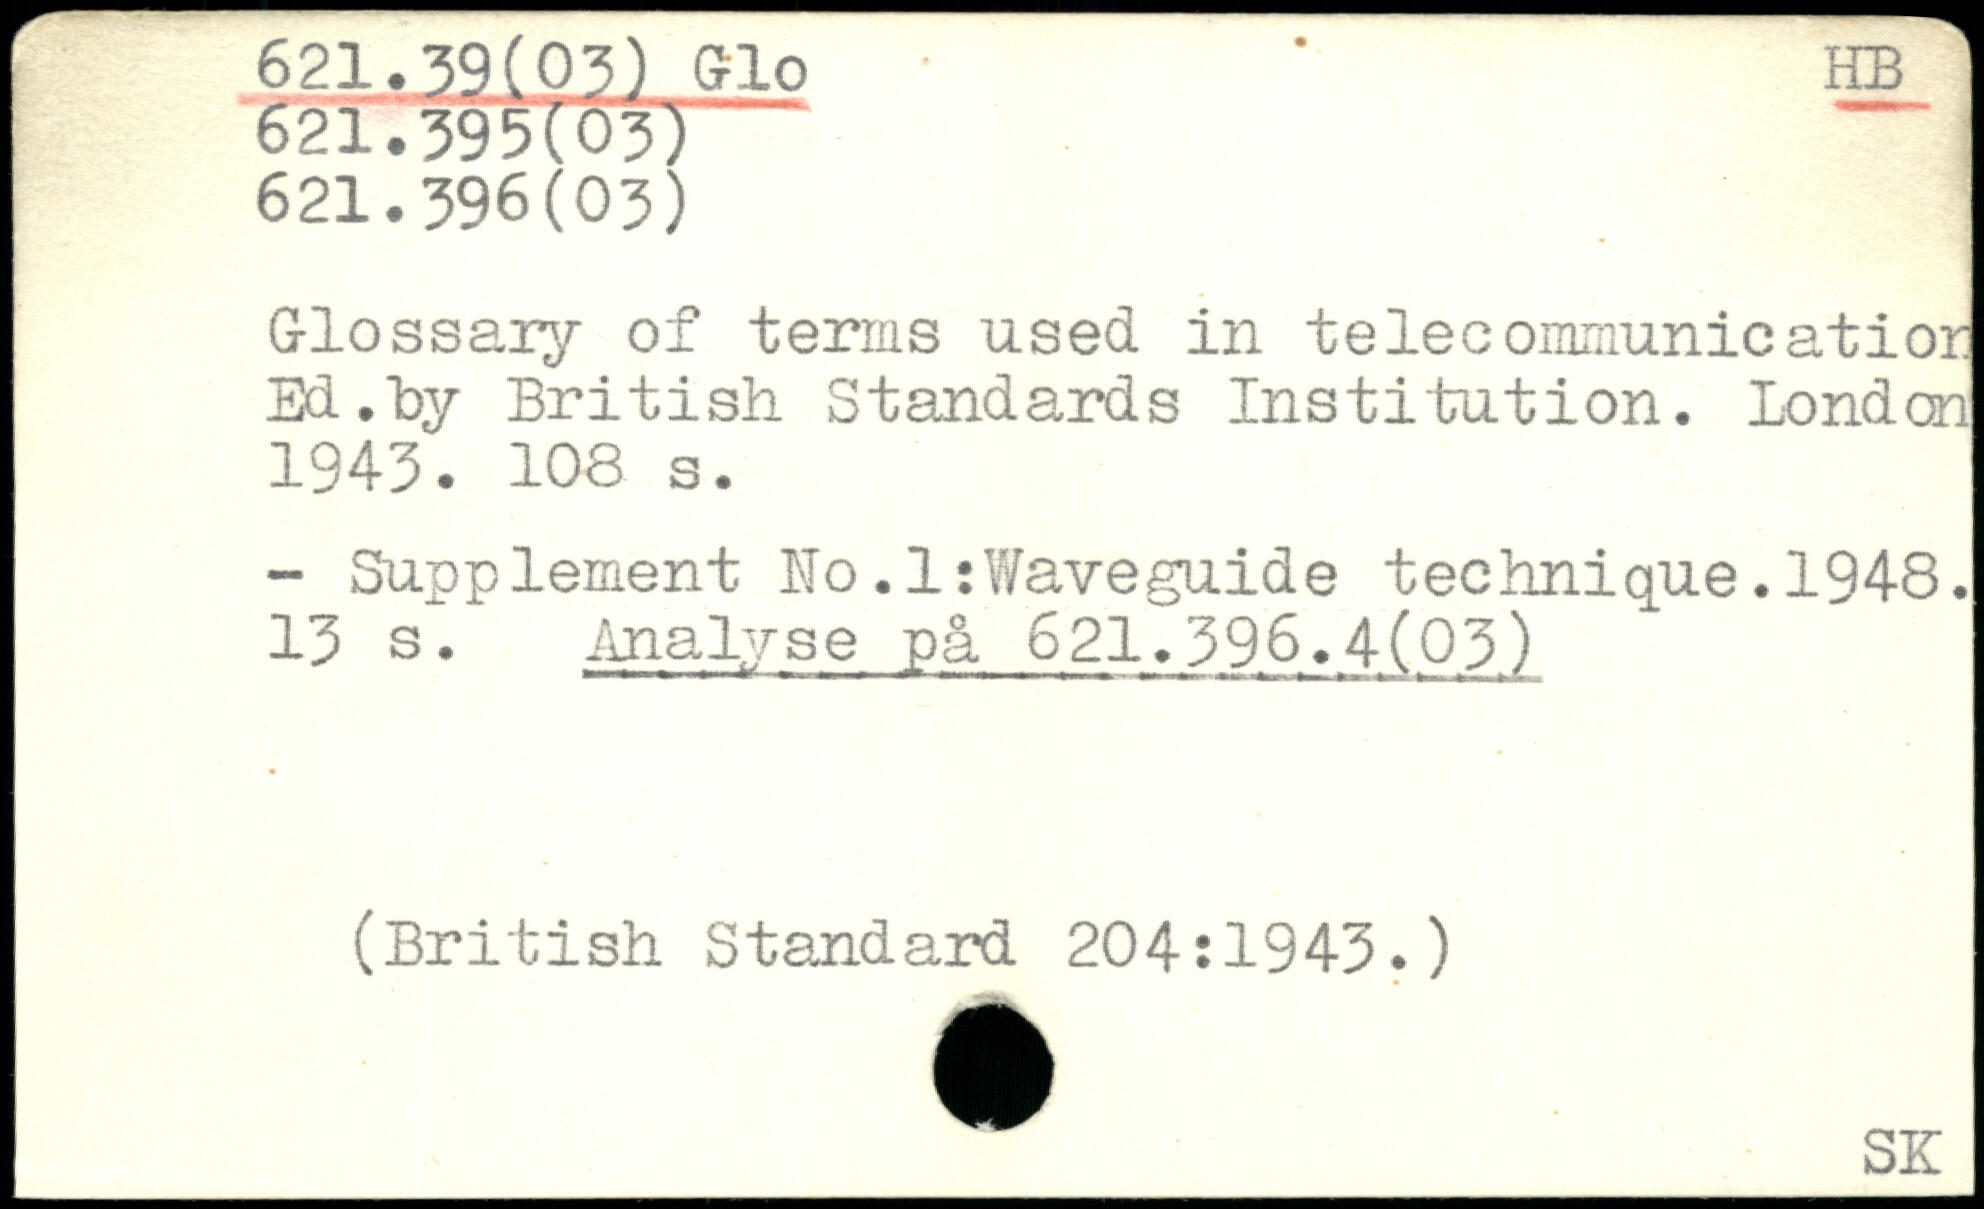 621.39(03) Glo HB
621.395(03)
621.396(03)
Glossary of terms used in telecommunication
Ed.by British Standards Institution. London
1943. 108 s.
- Supplement No.1:Waveguide technique.1948.
13 s. Analyse på 621.396.4(03)
(British Standard 204:1943.)
SK